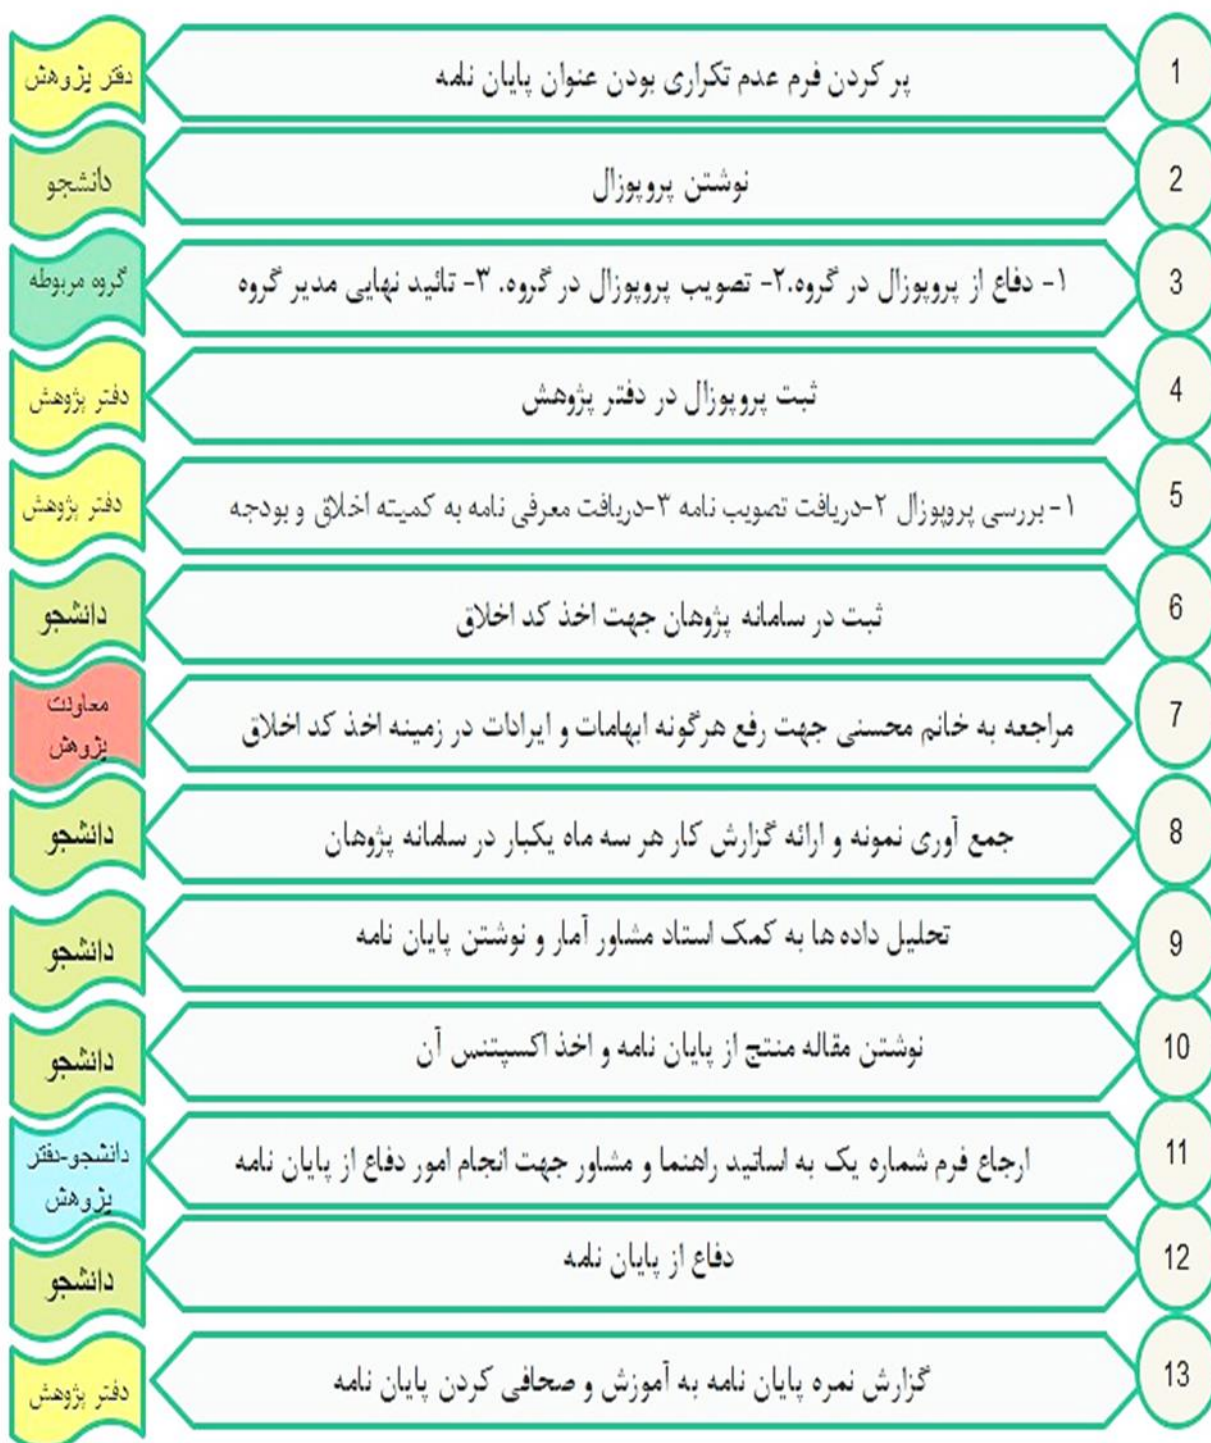 1
پر کردن فرم عدم تکراری بودن عنوان پایان نامه
دفتر پژوهش
2
نوشتن پروپوزال
دانشجو
3
۱- دفاع از پروپوزال در گروه.۲- تصویب پروپوزال در گروه. ۳- تائید نهایی مدیر گروه
گروه مربوطه
4
ثبت پروپوزال در دفتر پژوهش
دفتر پژوهش
5
۱- بررسی پروپوزال ۲-دریافت تصویب نامه ۳-دریافت معرفی نامه به کمیته اخلاق و بودجه
دفتر پژوهش
6
ثبت در سامانه پژوهان جهت اخذ کد اخلاق
دانشجو
7
مراجعه به خانم محسنی جهت رفع هرگونه ابهامات و ایرادات در زمینه اخذ کد اخلاق
معاونت
پژوهش
8
جمع آوری نمونه و ارائه گزارش کار هر سه ماه یکبار در سامانه پژوهان
دانشجو
9
تحلیل داده ها به کمک استاد مشاور آمار و نوشتن پایان نامه
دانشجو
10
نوشتن مقاله منتج از پایان نامه و اخذ اکسپتنس آن
دانشجو
11
ارجاع فرم شماره یک به اساتید راهنما و مشاور جهت انجام امور دفاع از پایان نامه
دانشجو-دفتر
پژوهش
12
دفاع از پایان نامه
دانشجو
13
گزارش نمره پایان نامه به آموزش و صحافی کردن پایان نامه
دفتر پژوهش